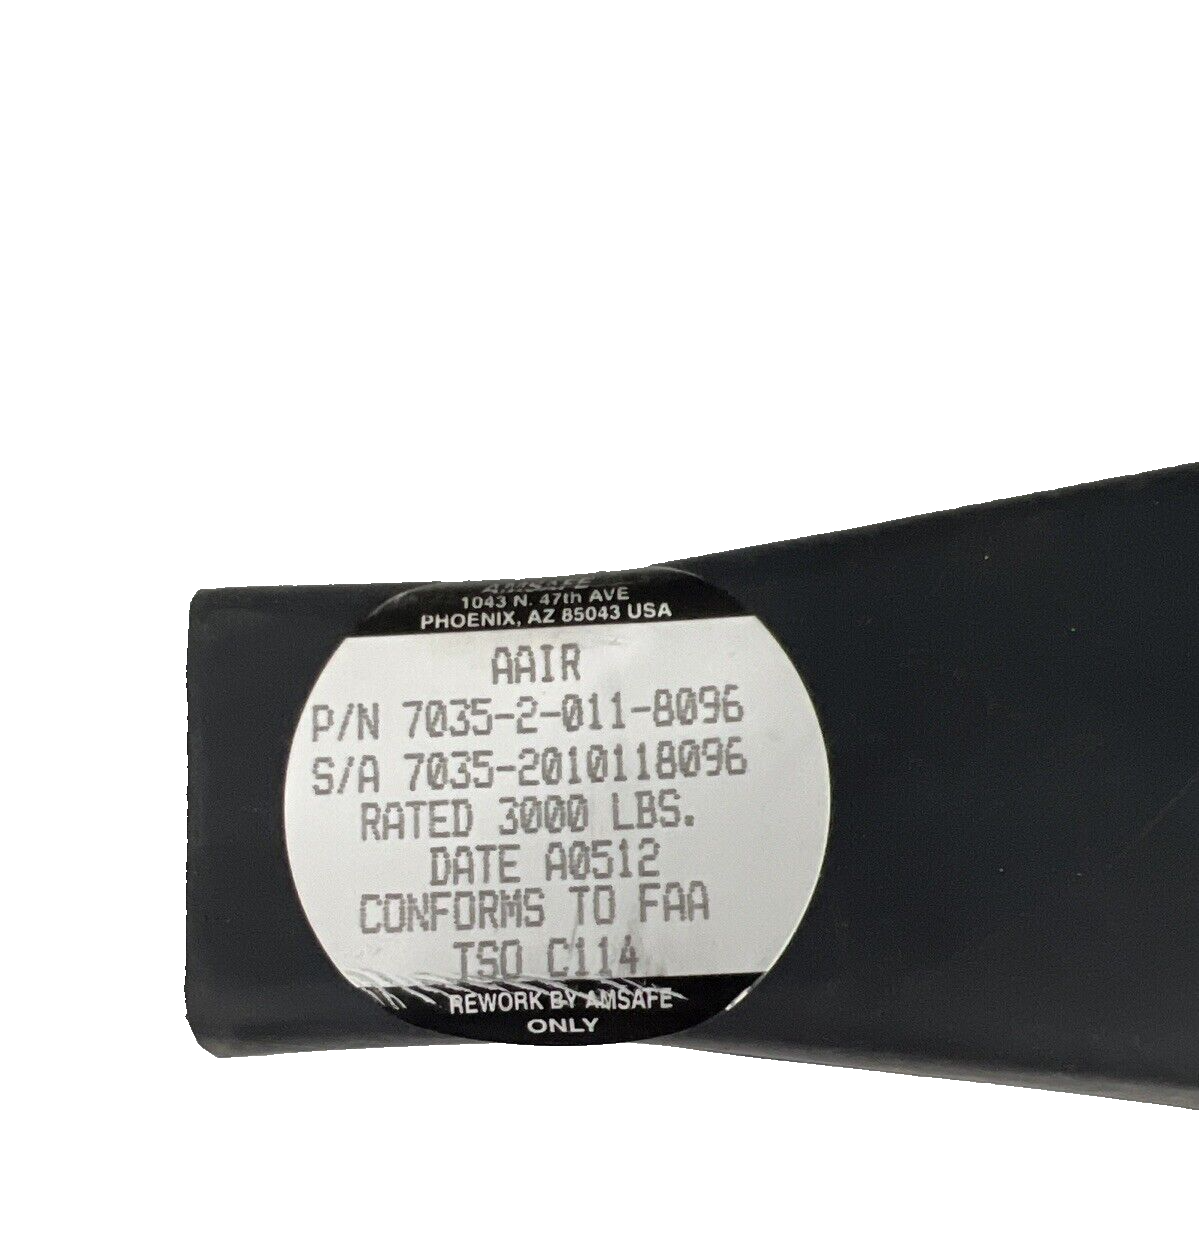 AMSAFE
1043 N. 47th AVE
PHOENIX, AZ 85043 USA
AAIR
P/N 7035-2-011-8096
S/A 7035-2010118096
RATED 3000 LBS.
DATE A0512
CONFORMS TO FAA
TSO C114
REWORK BY AMSAFE
ONLY